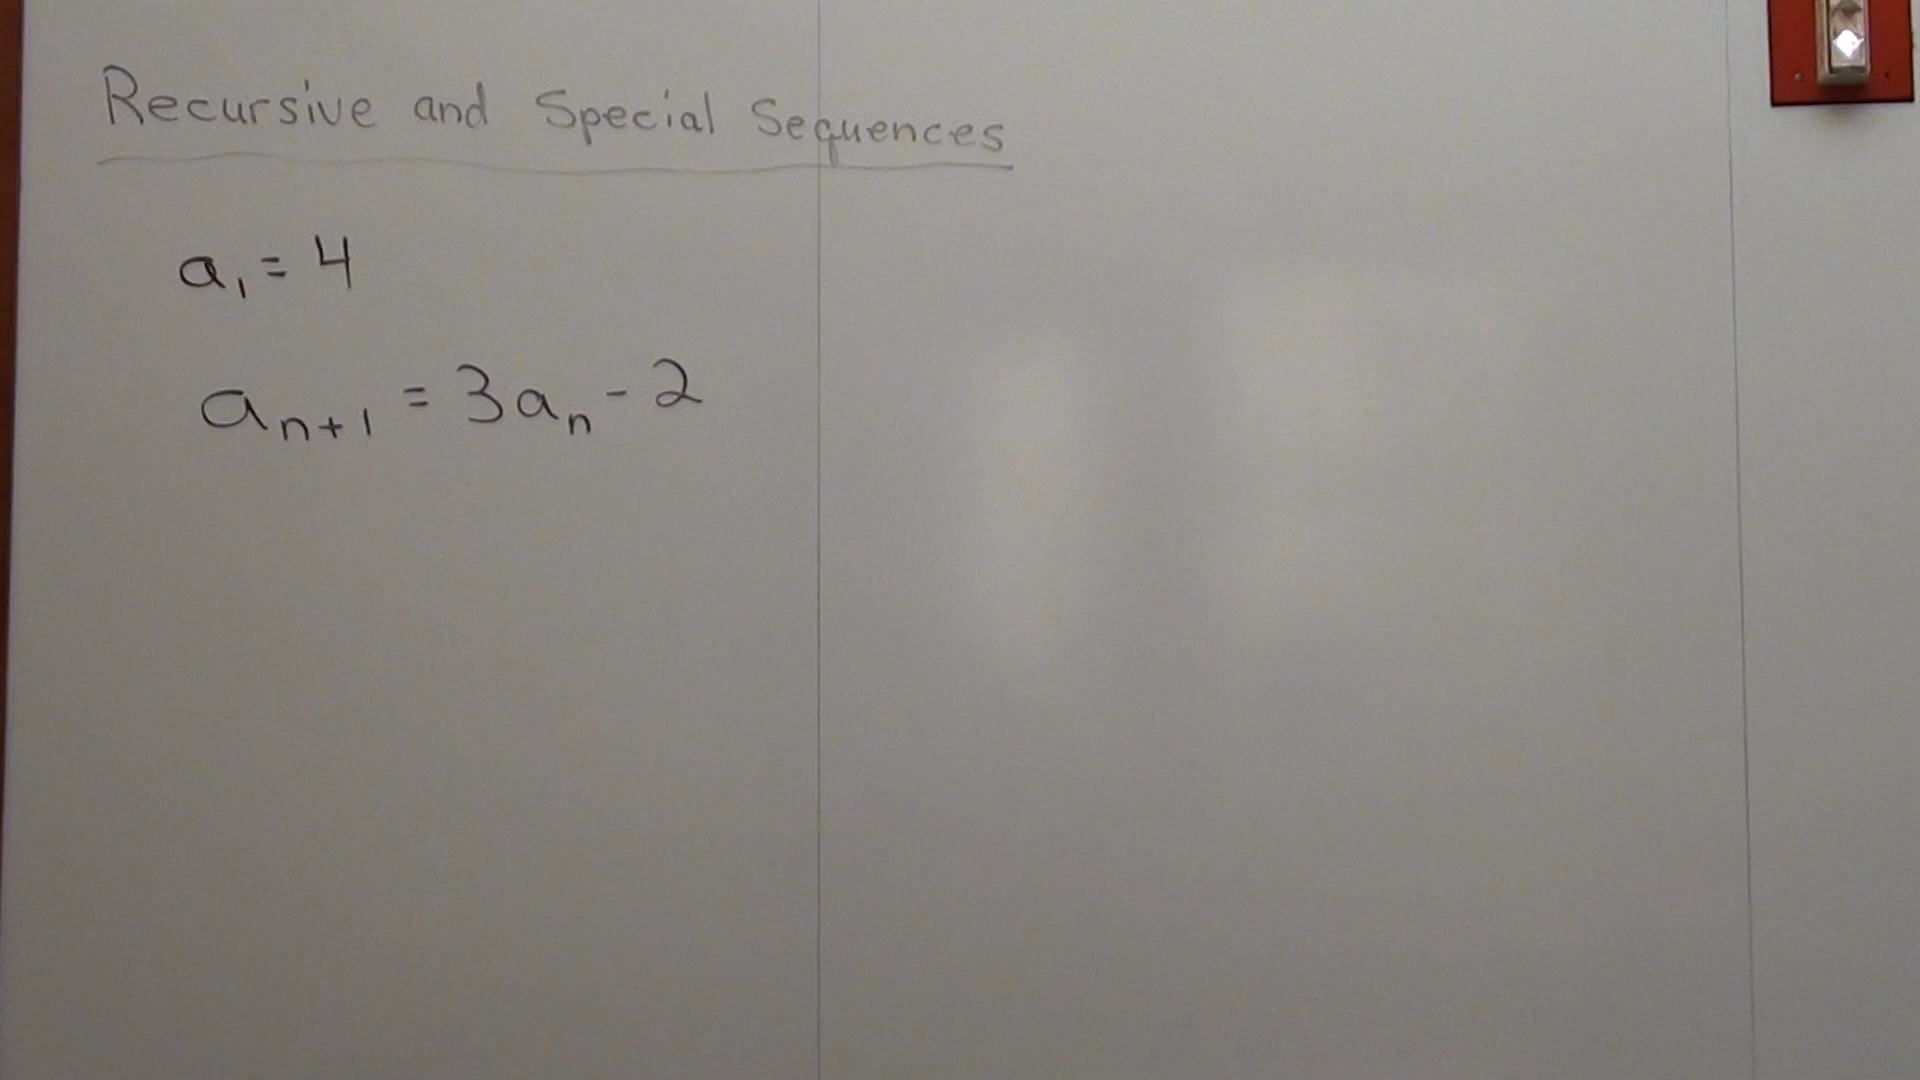 Recursive and Special Sequences
a₁ = 4
aₙ₊₁ = 3aₙ - 2